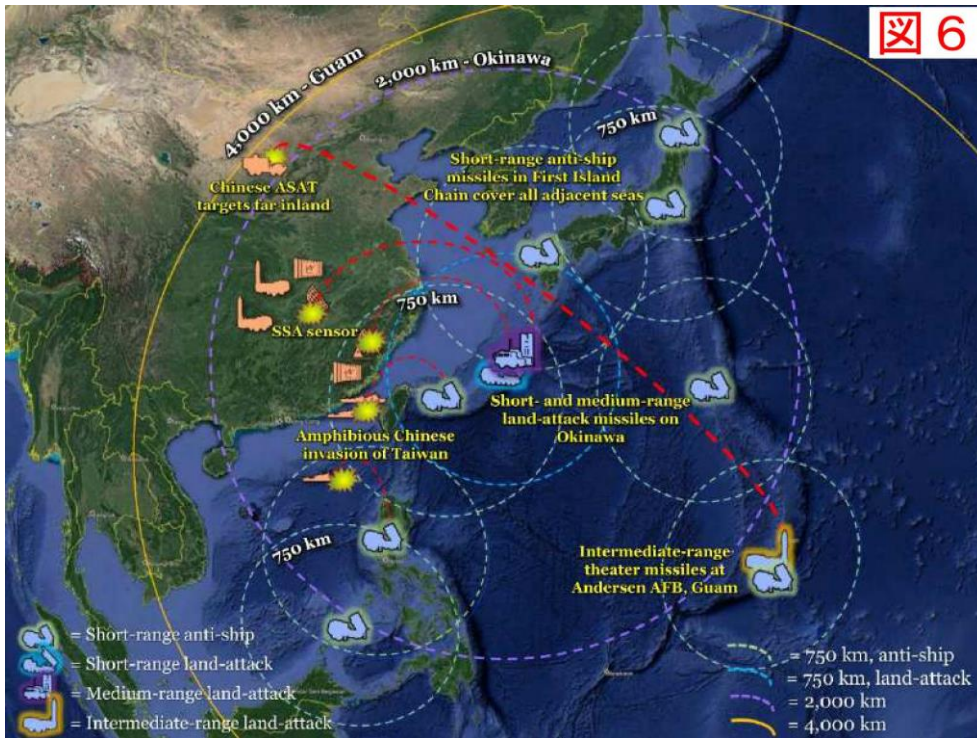 図 6
4,000 km - Guam
2,000 km - Okinawa
750 km
Short-range anti-ship
missiles in First Island
Chain cover all adjacent seas
Chinese ASAT
targets far inland
750 km
SSA sensor
Short- and medium-range
land-attack missiles on
Okinawa
Amphibious Chinese
invasion of Taiwan
750 km
Intermediate-range
theater missiles at
Andersen AFB, Guam
= Short-range anti-ship
= Short-range land-attack
= Medium-range land-attack
= Intermediate-range land-attack
= 750 km, anti-ship
= 750 km, land-attack
= 2,000 km
= 4,000 km